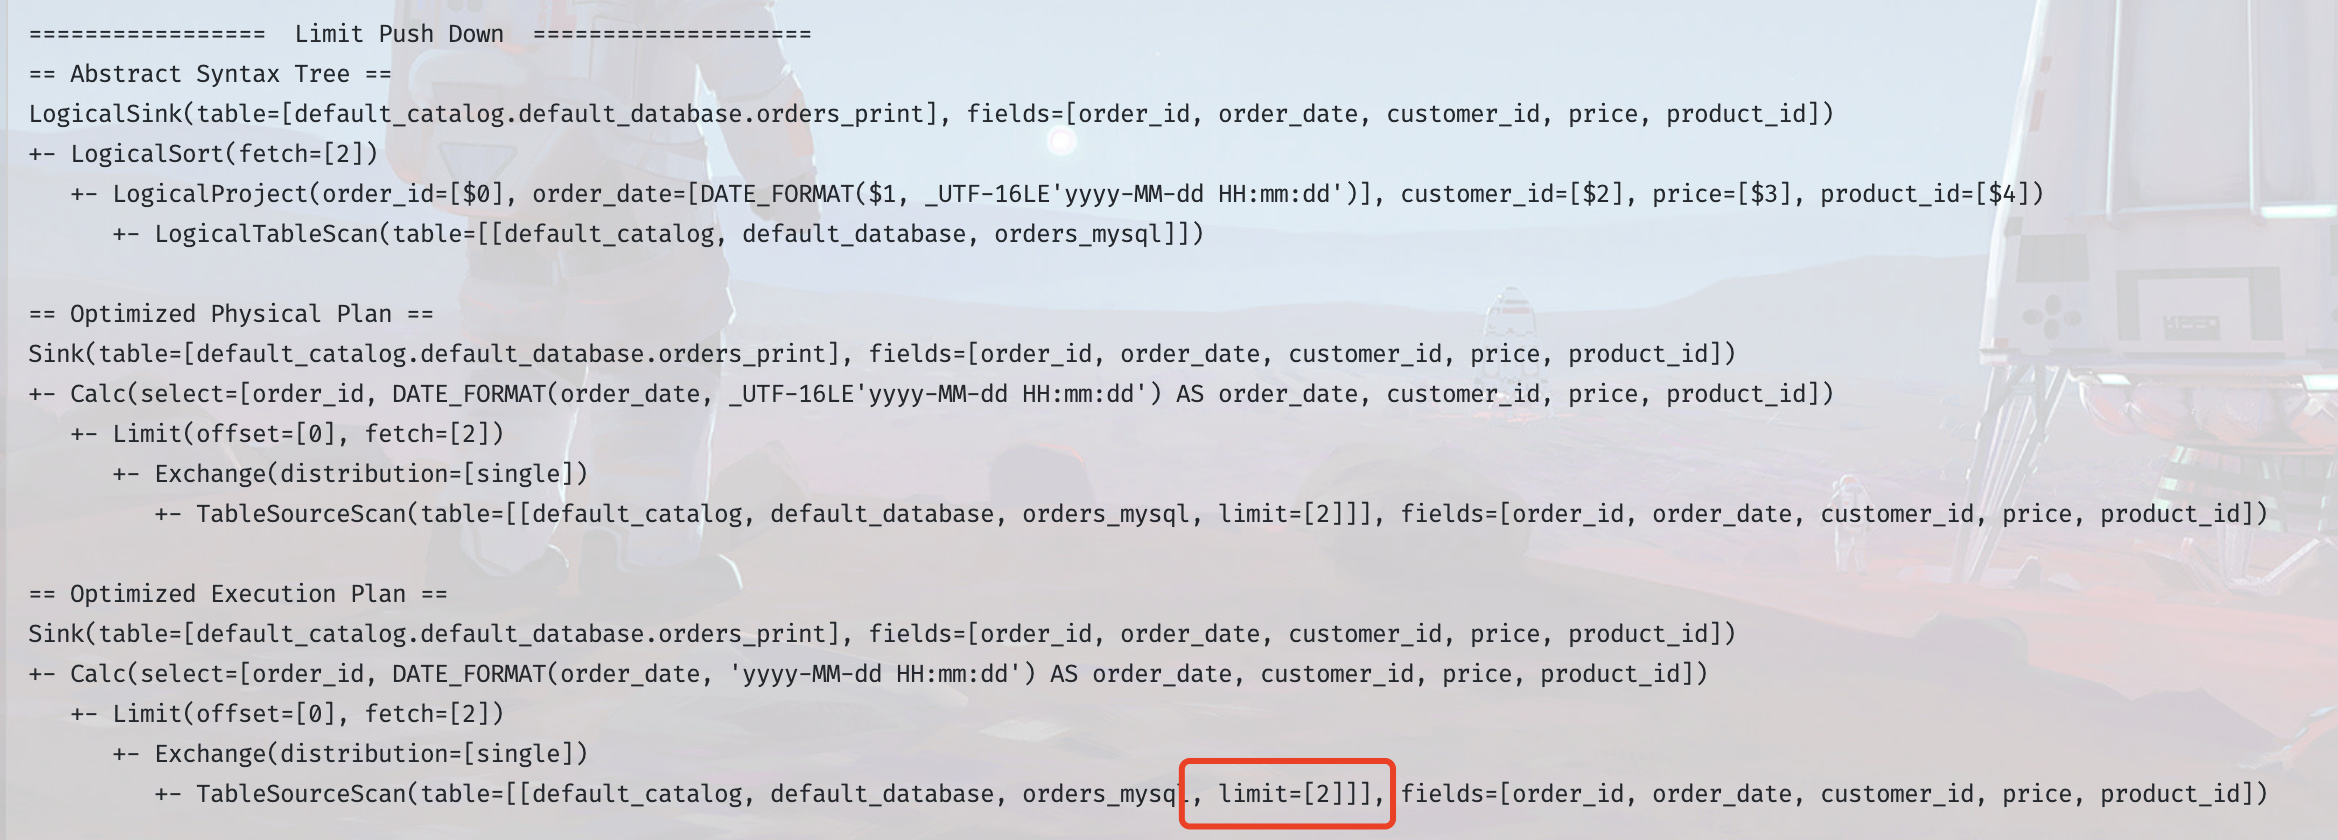 =================  Limit Push Down  ====================
== Abstract Syntax Tree ==
LogicalSink(table=[default_catalog.default_database.orders_print], fields=[order_id, order_date, customer_id, price, product_id])
+- LogicalSort(fetch=[2])
   +- LogicalProject(order_id=[$0], order_date=[DATE_FORMAT($1, _UTF-16LE'yyyy-MM-dd HH:mm:dd')], customer_id=[$2], price=[$3], product_id=[$4])
      +- LogicalTableScan(table=[[default_catalog, default_database, orders_mysql]])

== Optimized Physical Plan ==
Sink(table=[default_catalog.default_database.orders_print], fields=[order_id, order_date, customer_id, price, product_id])
+- Calc(select=[order_id, DATE_FORMAT(order_date, _UTF-16LE'yyyy-MM-dd HH:mm:dd') AS order_date, customer_id, price, product_id])
   +- Limit(offset=[0], fetch=[2])
      +- Exchange(distribution=[single])
         +- TableSourceScan(table=[[default_catalog, default_database, orders_mysql, limit=[2]]], fields=[order_id, order_date, customer_id, price, product_id])

== Optimized Execution Plan ==
Sink(table=[default_catalog.default_database.orders_print], fields=[order_id, order_date, customer_id, price, product_id])
+- Calc(select=[order_id, DATE_FORMAT(order_date, 'yyyy-MM-dd HH:mm:dd') AS order_date, customer_id, price, product_id])
   +- Limit(offset=[0], fetch=[2])
      +- Exchange(distribution=[single])
         +- TableSourceScan(table=[[default_catalog, default_database, orders_mysql, limit=[2]]], fields=[order_id, order_date, customer_id, price, product_id])